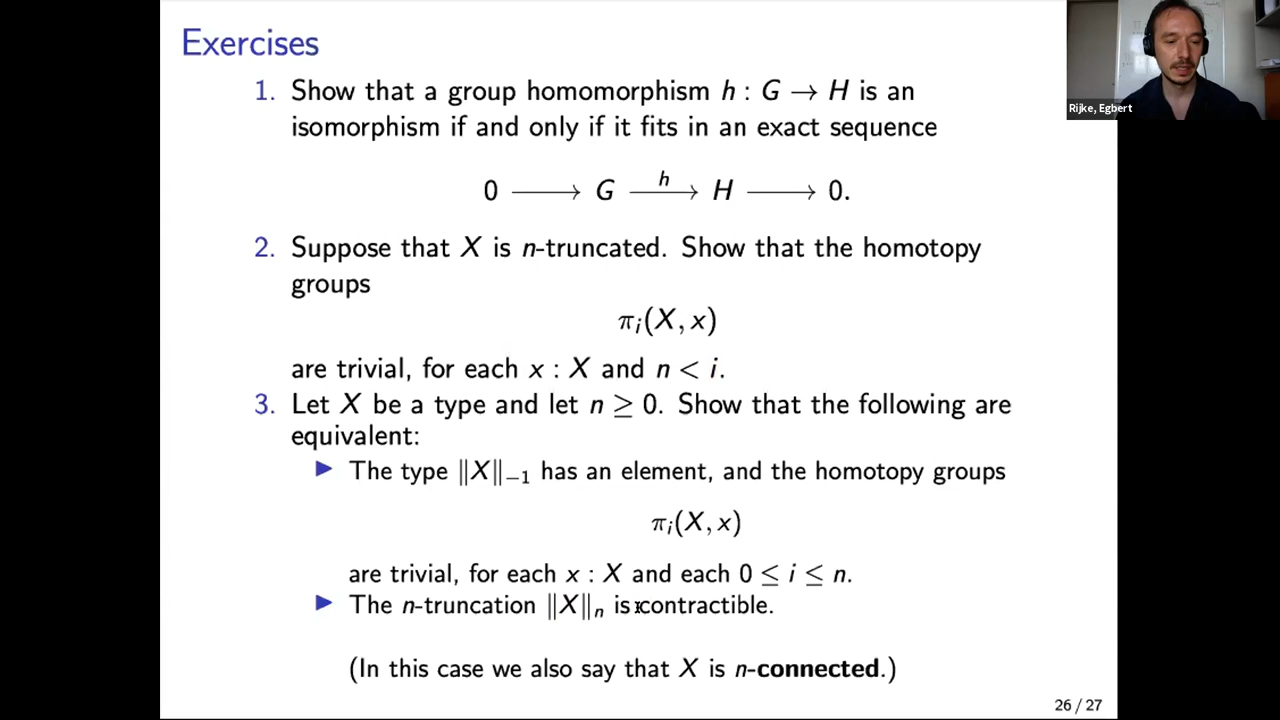 Exercises
1. Show that a group homomorphism h : G → H is an
isomorphism if and only if it fits in an exact sequence
0 ⟶ G ⟶ H ⟶ 0.
h
2. Suppose that X is n-truncated. Show that the homotopy
groups
πᵢ(X, x)
are trivial, for each x : X and n < i.
3. Let X be a type and let n ≥ 0. Show that the following are
equivalent:
▶ The type ‖X‖₋₁ has an element, and the homotopy groups
πᵢ(X, x)
are trivial, for each x : X and each 0 ≤ i ≤ n.
▶ The n-truncation ‖X‖ₙ is contractible.
(In this case we also say that X is n-connected.)
26 / 27
Rijke, Egbert